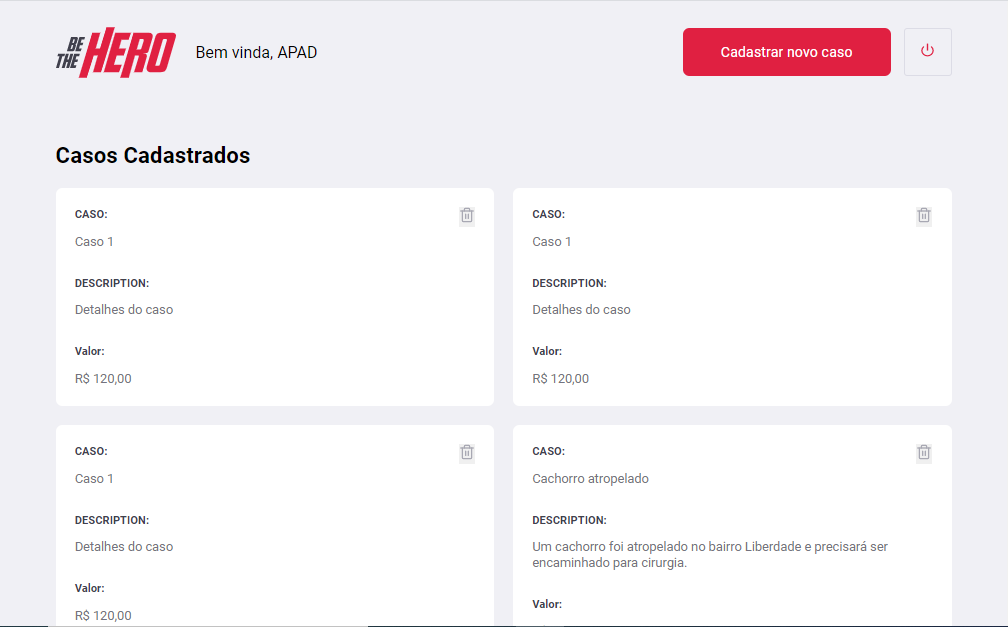 BE THE HERO
Bem vinda, APAD
Cadastrar novo caso
Casos Cadastrados
CASO:
Caso 1
DESCRIPTION:
Detalhes do caso
Valor:
R$ 120,00
CASO:
Caso 1
DESCRIPTION:
Detalhes do caso
Valor:
R$ 120,00
CASO:
Caso 1
DESCRIPTION:
Detalhes do caso
Valor:
R$ 120,00
CASO:
Cachorro atropelado
DESCRIPTION:
Um cachorro foi atropelado no bairro Liberdade e precisará ser
encaminhado para cirurgia.
Valor: